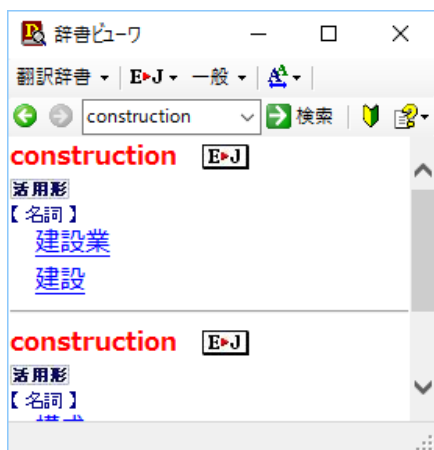 辞書ビューワ
翻訳辞書 E▶J 一般 A
construction 検索
construction E▶J
活用形
【名詞】
建設業
建設
construction E▶J
活用形
【名詞】